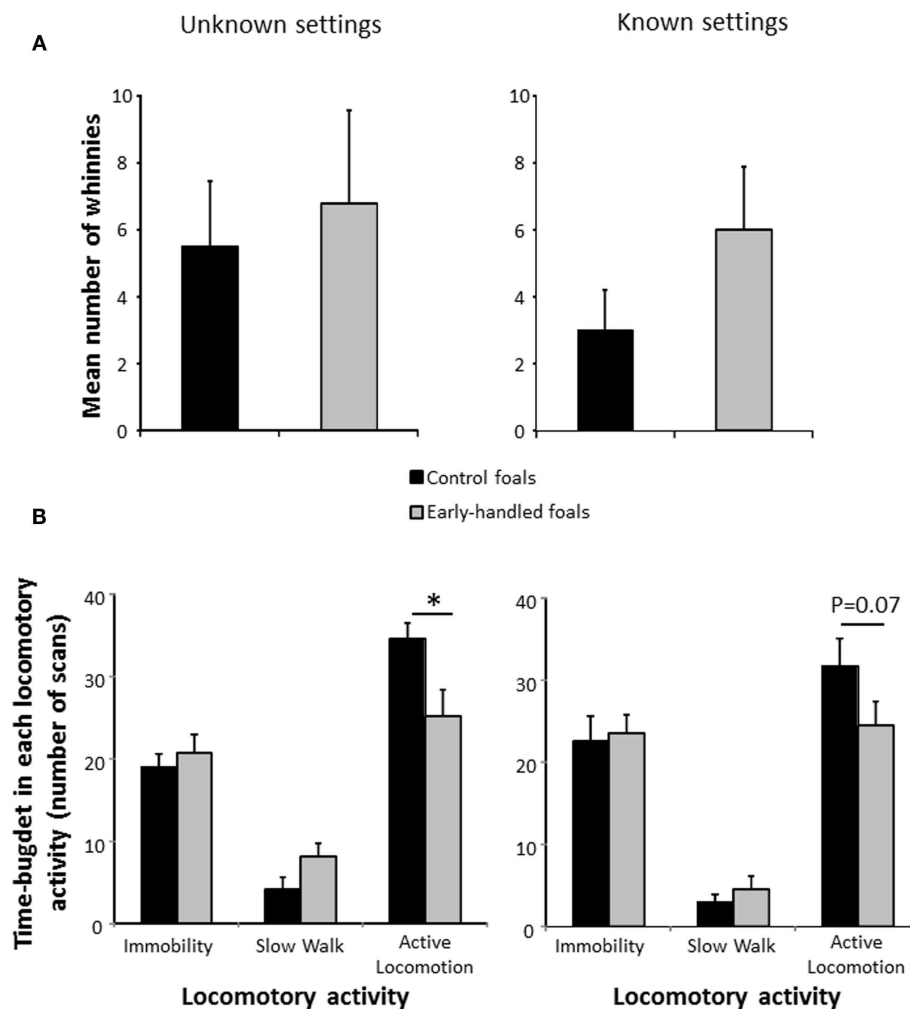 Unknown settings
Known settings
A
Mean number of whinnies
10
8
6
4
2
0
10
8
6
4
2
0
Control foals
Early-handled foals
B
Time-bugdet in each locomotory
activity (number of scans)
40
30
20
10
0
*
Immobility
Slow Walk
Active
Locomotion
Locomotory activity
40
30
20
10
0
P=0.07
Immobility
Slow Walk
Active
Locomotion
Locomotory activity